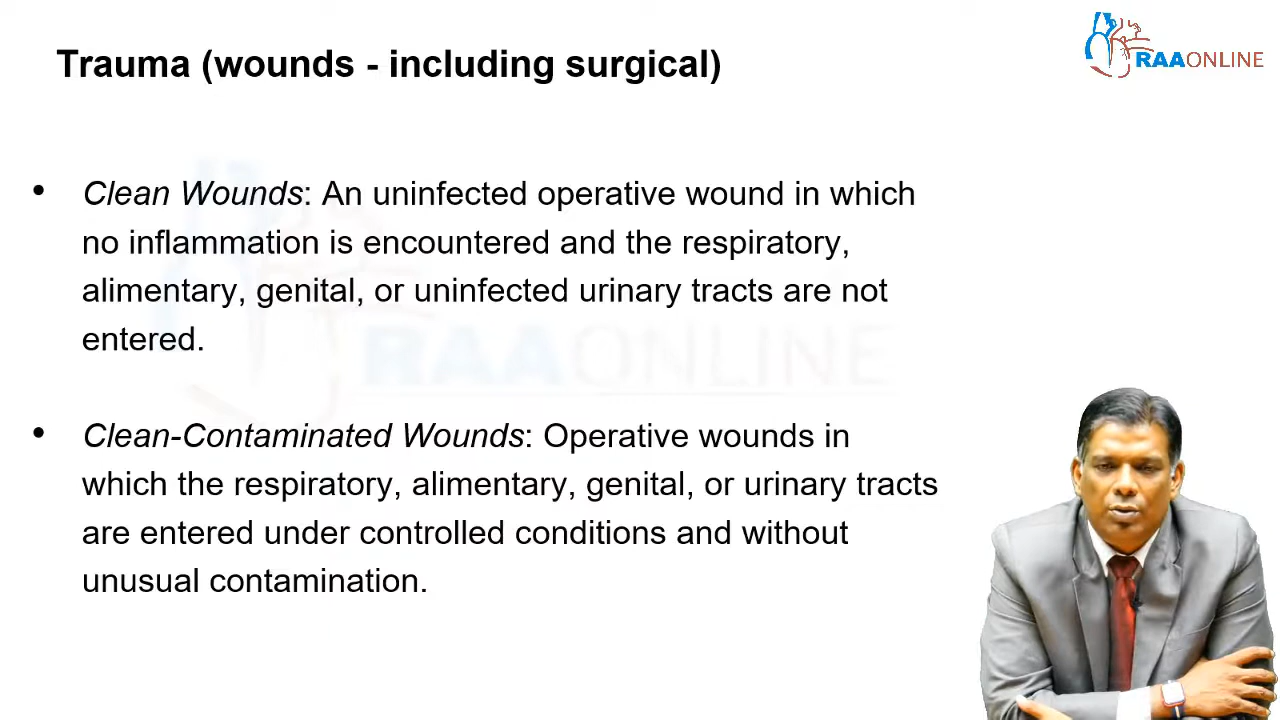 Trauma (wounds - including surgical)
RAAONLINE
• Clean Wounds: An uninfected operative wound in which
no inflammation is encountered and the respiratory,
alimentary, genital, or uninfected urinary tracts are not
entered.
RAAONLINE
• Clean-Contaminated Wounds: Operative wounds in
which the respiratory, alimentary, genital, or urinary tracts
are entered under controlled conditions and without
unusual contamination.